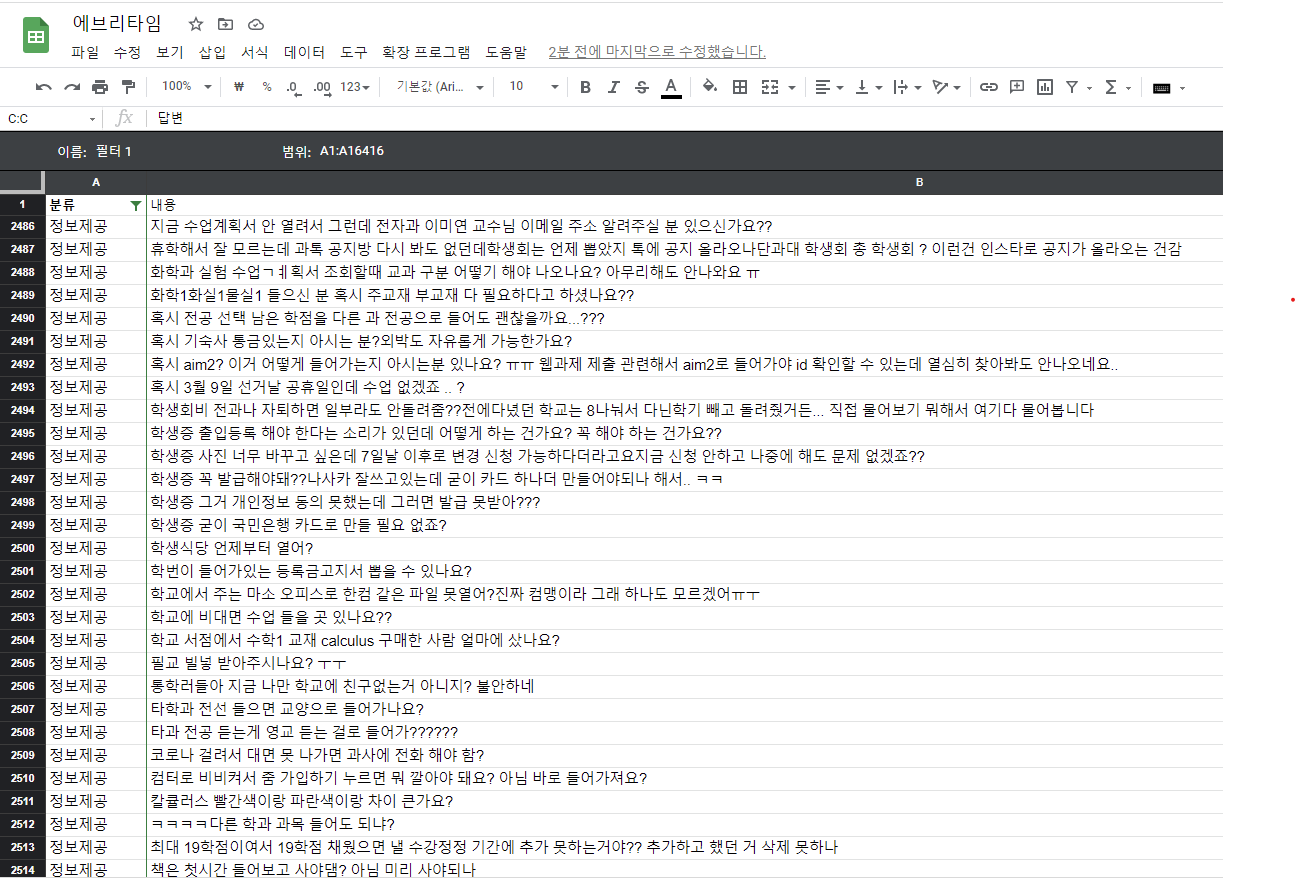 에브리타임
파일 수정 보기 삽입 서식 데이터 도구 확장 프로그램 도움말 2분 전에 마지막으로 수정했습니다.
100% ₩ % .0 .00 123 기본값 (Ari... 10 B I S A
C:C fx 답변
이름: 필터 1 범위: A1:A16416
A B
1 분류 내용
2486 정보제공 지금 수업계획서 안 열려서 그런데 전자과 이미연 교수님 이메일 주소 알려주실 분 있으신가요??
2487 정보제공 휴학해서 잘 모르는데 과톡 공지방 다시 봐도 없던데학생회는 언제 뽑았지 톡에 공지 올라오나단과대 학생회 총 학생회 ? 이런건 인스타로 공지가 올라오는 건감
2488 정보제공 화학과 실험 수업ㄱㅖ획서 조회할때 교과 구분 어떻기 해야 나오나요? 아무리해도 안나와요 ㅠ
2489 정보제공 화학1화실1물실1 들으신 분 혹시 주교재 부교재 다 필요하다고 하셨나요??
2490 정보제공 혹시 전공 선택 남은 학점을 다른 과 전공으로 들어도 괜찮을까요...???
2491 정보제공 혹시 기숙사 통금있는지 아시는 분?외박도 자유롭게 가능한가요?
2492 정보제공 혹시 aim2? 이거 어떻게 들어가는지 아시는분 있나요? ㅠㅠ 웹과제 제출 관련해서 aim2로 들어가야 id 확인할 수 있는데 열심히 찾아봐도 안나오네요..
2493 정보제공 혹시 3월 9일 선거날 공휴일인데 수업 없겠죠 .. ?
2494 정보제공 학생회비 전과나 자퇴하면 일부라도 안돌려줌??전에다녔던 학교는 8나눠서 다닌학기 빼고 돌려줬거든... 직접 물어보기 뭐해서 여기다 물어봅니다
2495 정보제공 학생증 출입등록 해야 한다는 소리가 있던데 어떻게 하는 건가요? 꼭 해야 하는 건가요??
2496 정보제공 학생증 사진 너무 바꾸고 싶은데 7일날 이후로 변경 신청 가능하다더라고요지금 신청 안하고 나중에 해도 문제 없겠죠??
2497 정보제공 학생증 꼭 발급해야돼??나사카 잘쓰고있는데 굳이 카드 하나더 만들어야되나 해서.. ㅋㅋ
2498 정보제공 학생증 그거 개인정보 동의 못했는데 그러면 발급 못받아???
2499 정보제공 학생증 굳이 국민은행 카드로 만들 필요 없죠?
2500 정보제공 학생식당 언제부터 열어?
2501 정보제공 학번이 들어가있는 등록금고지서 뽑을 수 있나요?
2502 정보제공 학교에서 주는 마소 오피스로 한컴 같은 파일 못열어?진짜 컴맹이라 그래 하나도 모르겠어ㅠㅜ
2503 정보제공 학교에 비대면 수업 들을 곳 있나요??
2504 정보제공 학교 서점에서 수학1 교재 calculus 구매한 사람 얼마에 샀나요?
2505 정보제공 필교 빌넣 받아주시나요? ㅜㅜ
2506 정보제공 통학러들아 지금 나만 학교에 친구없는거 아니지? 불안하네
2507 정보제공 타학과 전선 들으면 교양으로 들어가나요?
2508 정보제공 타과 전공 듣는게 영교 듣는 걸로 들어가??????
2509 정보제공 코로나 걸려서 대면 못 나가면 과사에 전화 해야 함?
2510 정보제공 컴터로 비비켜서 줌 가입하기 누르면 뭐 깔아야 돼요? 아님 바로 들어가져요?
2511 정보제공 칼큘러스 빨간색이랑 파란색이랑 차이 큰가요?
2512 정보제공 ㅋㅋㅋㅋ다른 학과 과목 들어도 되냐?
2513 정보제공 최대 19학점이여서 19학점 채웠으면 낼 수강정정 기간에 추가 못하는거야?? 추가하고 했던 거 삭제 못하나
2514 정보제공 책은 첫시간 들어보고 사야댐? 아님 미리 사야되나